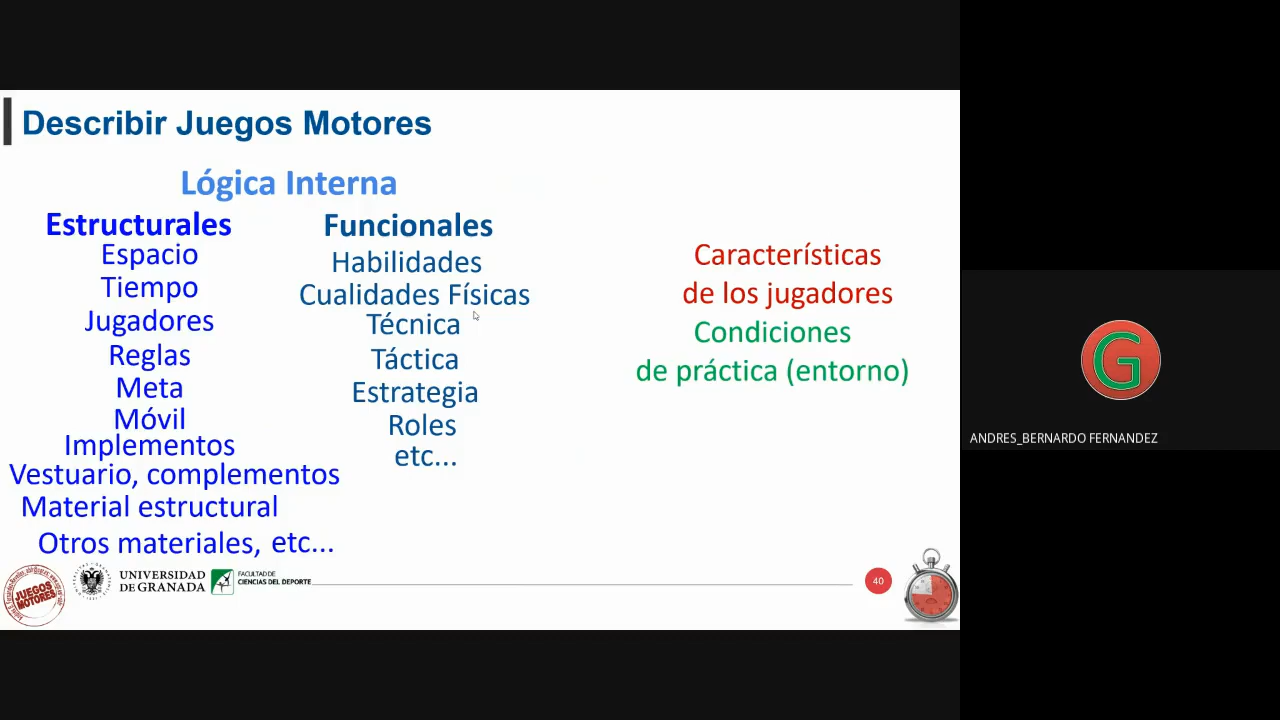 Describir Juegos Motores
Lógica Interna
Estructurales
Espacio
Tiempo
Jugadores
Reglas
Meta
Móvil
Implementos
Vestuario, complementos
Material estructural
Otros materiales, etc...
Funcionales
Habilidades
Cualidades Físicas
Técnica
Táctica
Estrategia
Roles
etc...
Características
de los jugadores
Condiciones
de práctica (entorno)
JUEGOS
MOTORES
UNIVERSIDAD
DE GRANADA
FACULTAD DE
CIENCIAS DEL DEPORTE
40
G
ANDRES_BERNARDO FERNANDEZ